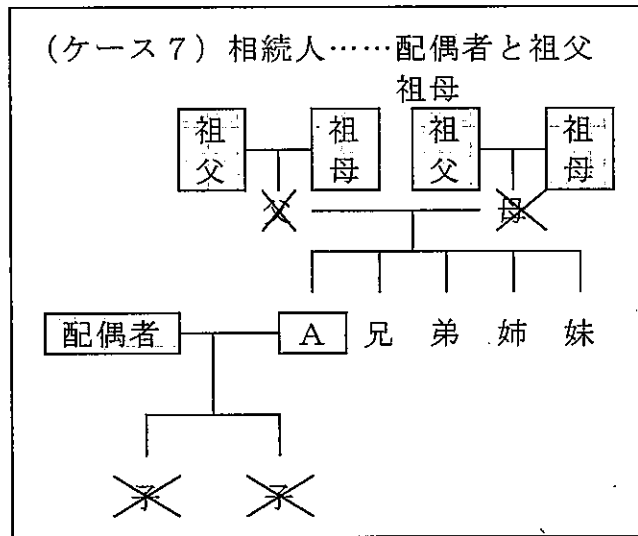 (ケース7) 相続人……配偶者と祖父
祖母
祖父 祖母 祖父 祖母
父 母
配偶者 A 兄 弟 姉 妹
子 子